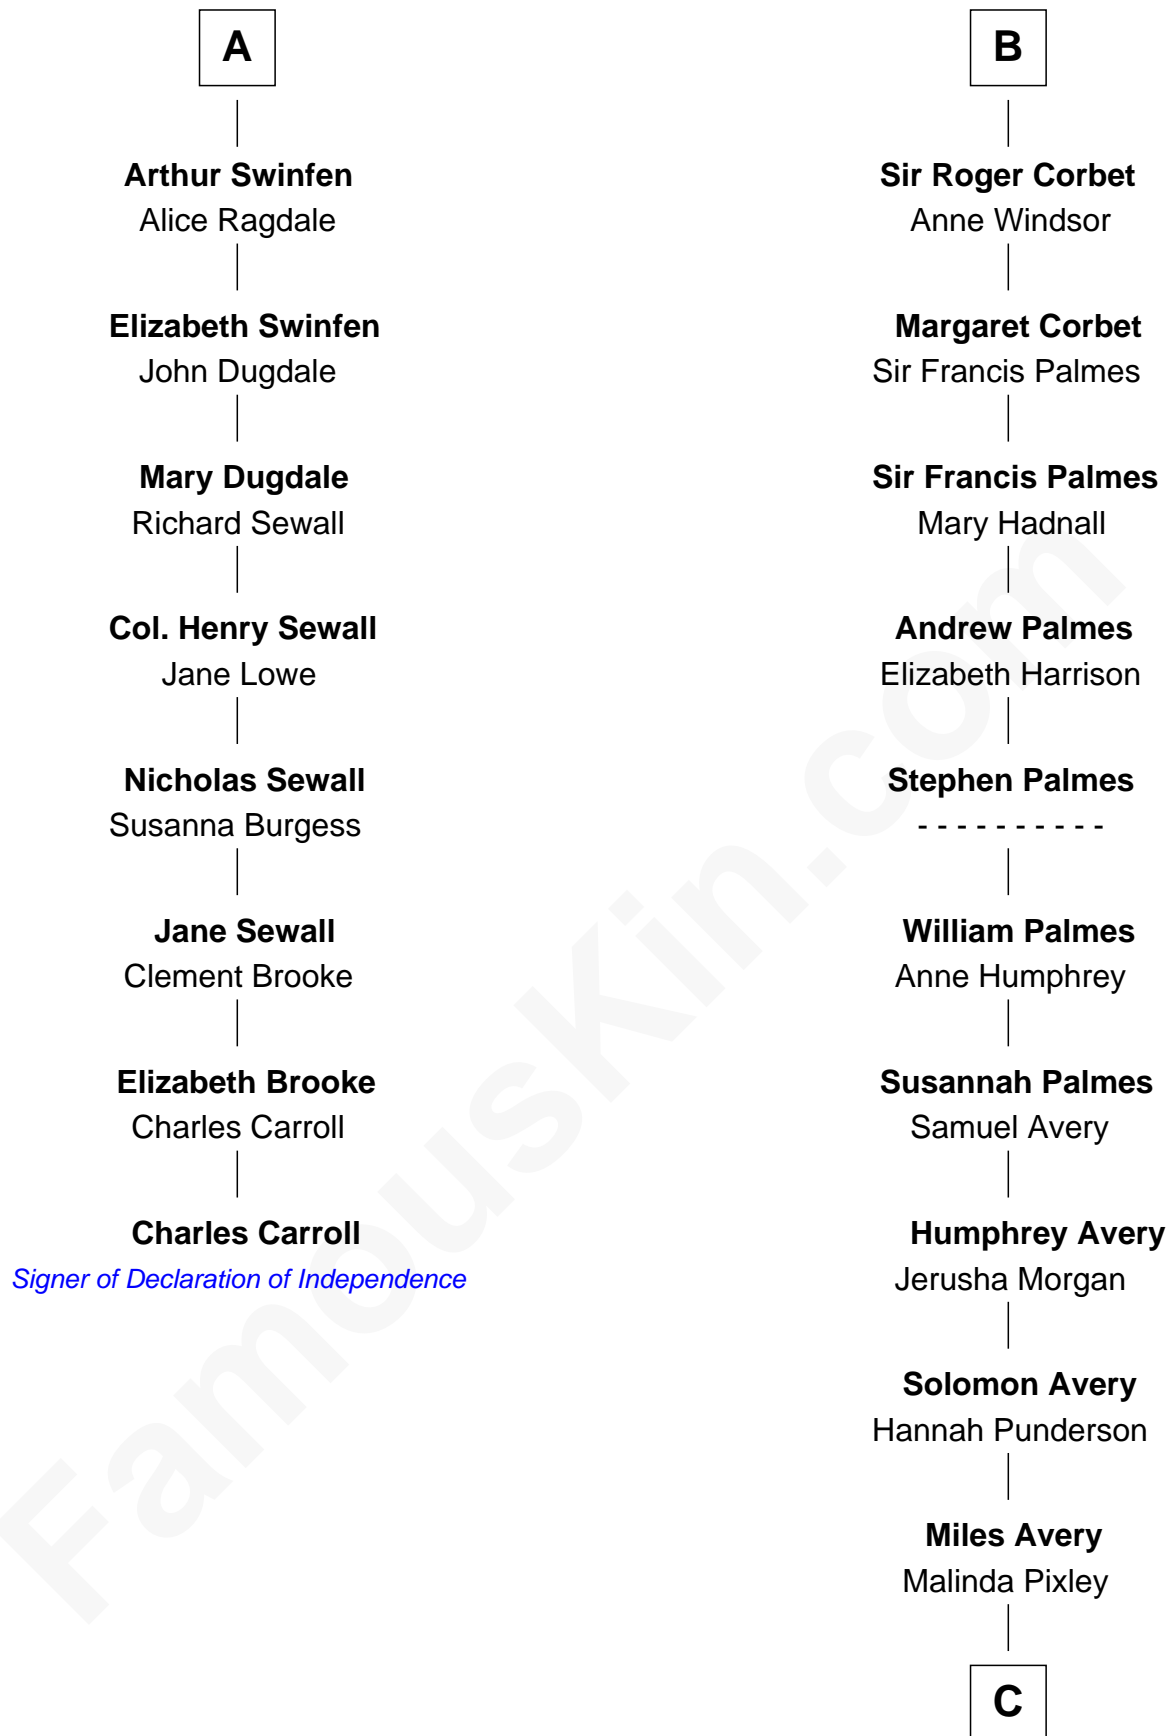 A
Arthur Swinfen
Alice Ragdale
Elizabeth Swinfen
John Dugdale
Mary Dugdale
Richard Sewall
Col. Henry Sewall
Jane Lowe
Nicholas Sewall
Susanna Burgess
Jane Sewall
Clement Brooke
Elizabeth Brooke
Charles Carroll
Charles Carroll
Signer of Declaration of Independence
B
Sir Roger Corbet
Anne Windsor
Margaret Corbet
Sir Francis Palmes
Sir Francis Palmes
Mary Hadnall
Andrew Palmes
Elizabeth Harrison
Stephen Palmes
- - - - - - - - - -
William Palmes
Anne Humphrey
Susannah Palmes
Samuel Avery
Humphrey Avery
Jerusha Morgan
Solomon Avery
Hannah Punderson
Miles Avery
Malinda Pixley
C
FamousKin.com